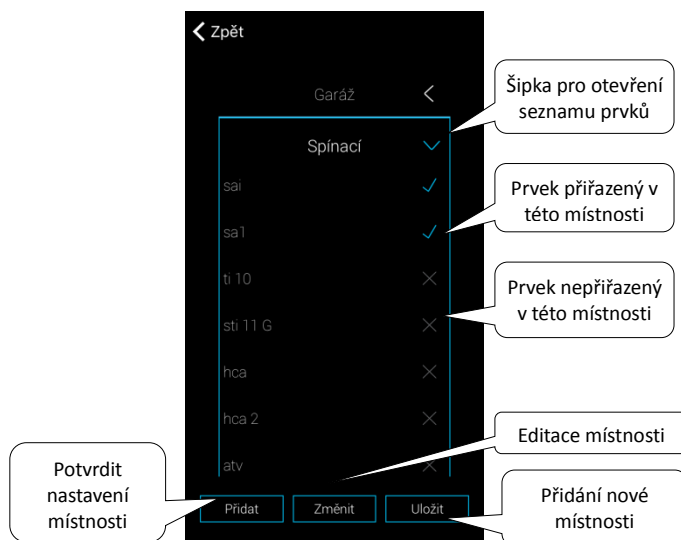 Zpět
Garáž
Spínací
sai
sa1
ti 10
sti 11 G
hca
hca 2
atv
Přidat
Změnit
Uložit
Šipka pro otevření
seznamu prvků
Prvek přiřazený v
této místnosti
Prvek nepřiřazený
v této místnosti
Editace místnosti
Přidání nové
místnosti
Potvrdit
nastavení
místnosti